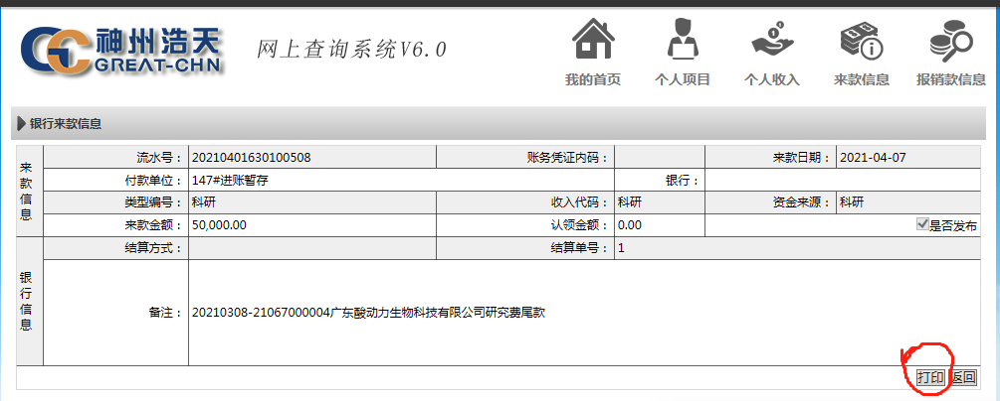 神州浩天
GREAT-CHN
网上查询系统V6.0
我的首页 个人项目 个人收入 来款信息 报销款信息
银行来款信息
来款信息
流水号： 20210401630100508 账务凭证内码： 来款日期： 2021-04-07
付款单位： 147#进账暂存 银行：
类型编号： 科研 收入代码： 科研 资金来源： 科研
来款金额： 50,000.00 认领金额： 0.00 是否发布
银行信息
结算方式： 结算单号： 1
备注： 20210308-21067000004广东酸动力生物科技有限公司研究费尾款
打印 返回